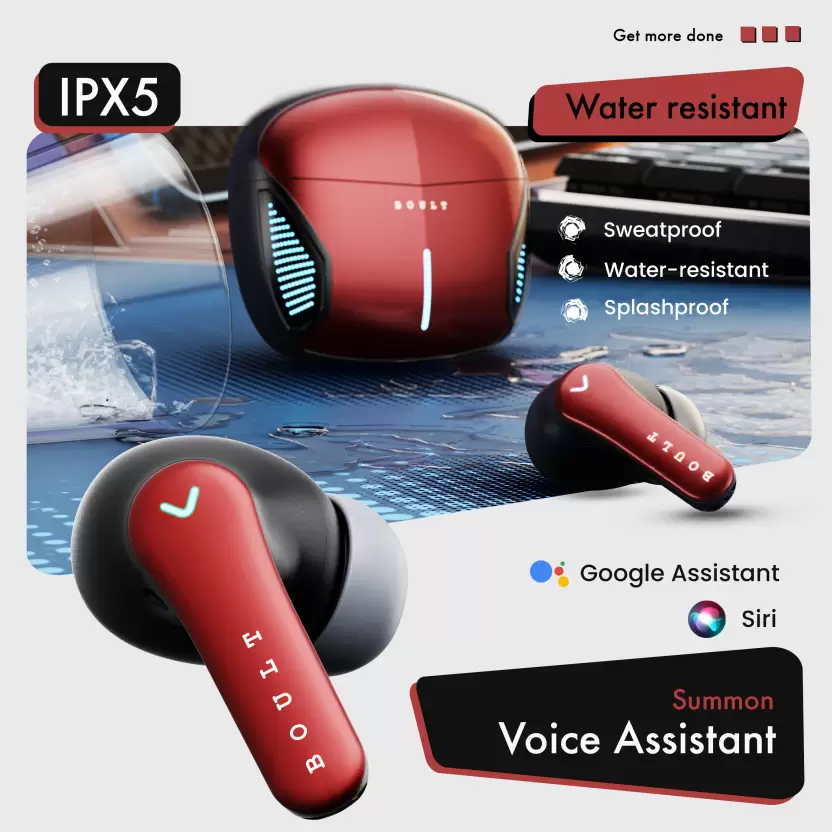 Get more done
IPX5
Water resistant
BOULT
Sweatproof
Water-resistant
Splashproof
BOULT
BOULT
Google Assistant
Siri
Summon
Voice Assistant